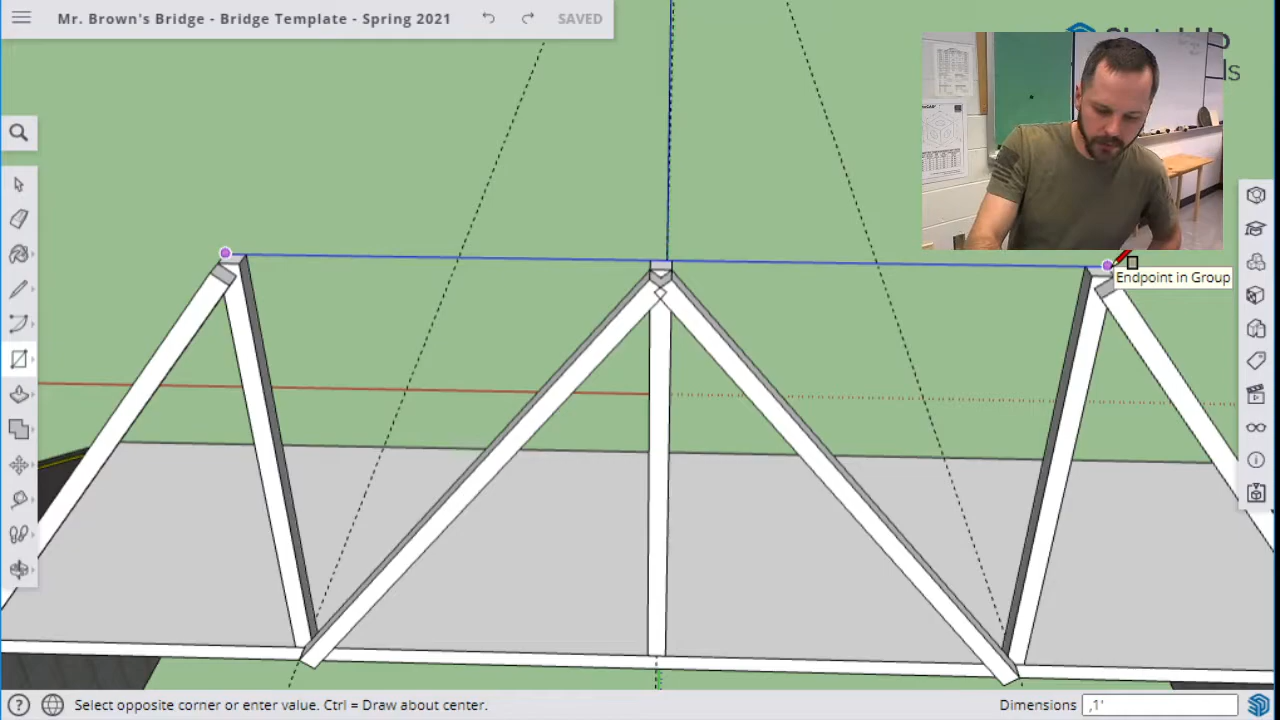 Mr. Brown's Bridge - Bridge Template - Spring 2021
SAVED
Endpoint in Group
Select opposite corner or enter value. Ctrl = Draw about center.
Dimensions
,1'